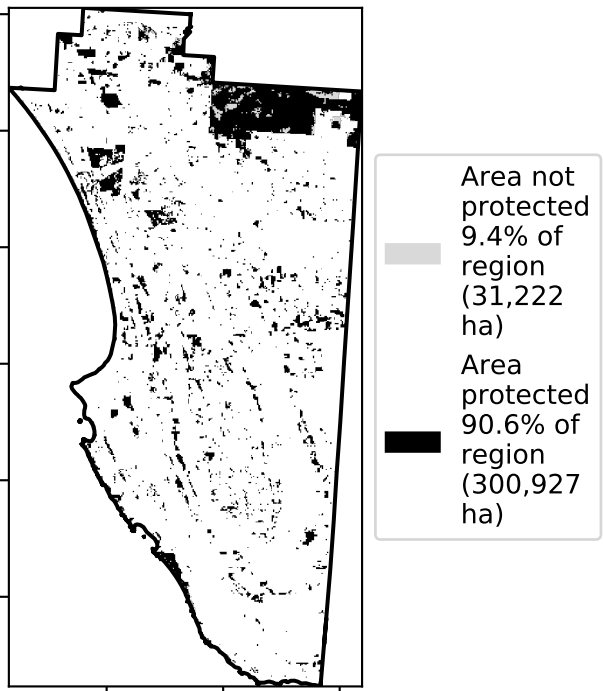 Area not
protected
9.4% of
region
(31,222
ha)
Area
protected
90.6% of
region
(300,927
ha)